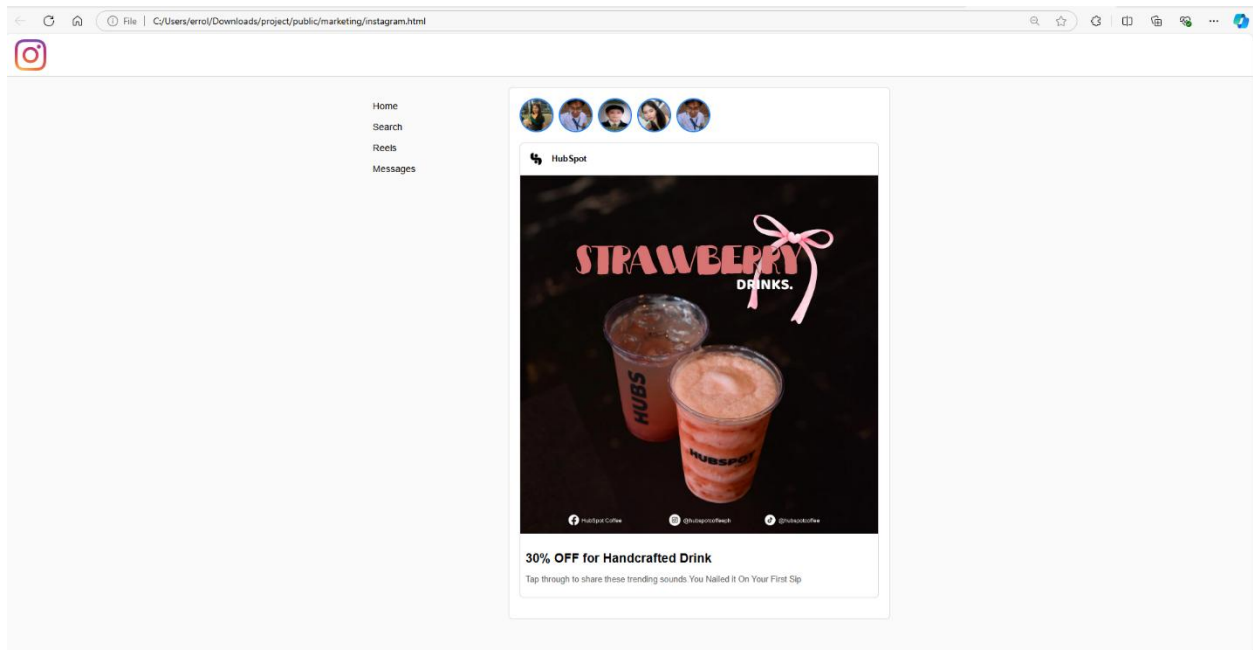 File | C:/Users/errol/Downloads/project/public/marketing/instagram.html
Home
Search
Reels
Messages
HubSpot
STRAWBERRY
DRINKS.
HUBS
HUBSPOT
HubSpot Coffee @hubspotcoffeeph @hubspotcoffee
30% OFF for Handcrafted Drink
Tap through to share these trending sounds.You Nailed it On Your First Sip